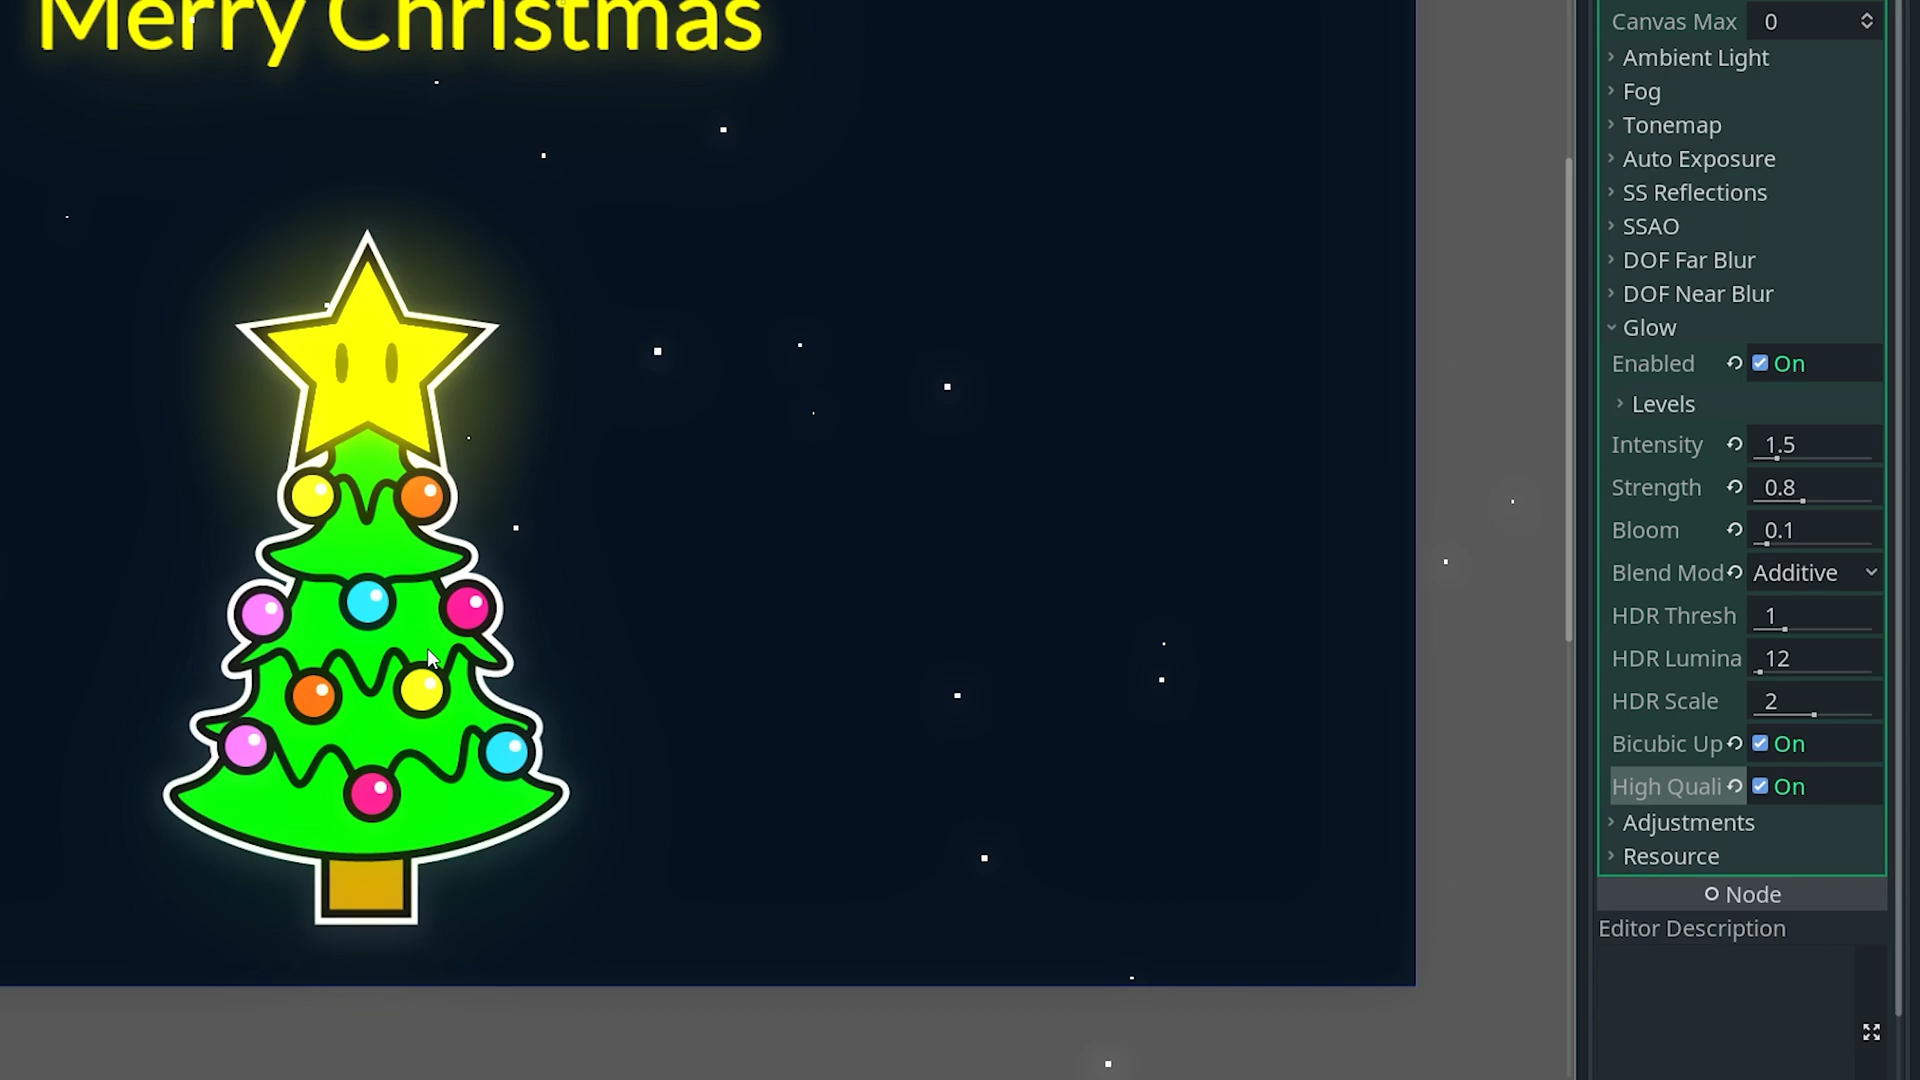 Merry Christmas
Canvas Max 0
Ambient Light
Fog
Tonemap
Auto Exposure
SS Reflections
SSAO
DOF Far Blur
DOF Near Blur
Glow
Enabled On
Levels
Intensity 1.5
Strength 0.8
Bloom 0.1
Blend Mod Additive
HDR Thresh 1
HDR Lumina 12
HDR Scale 2
Bicubic Up On
High Quali On
Adjustments
Resource
Node
Editor Description